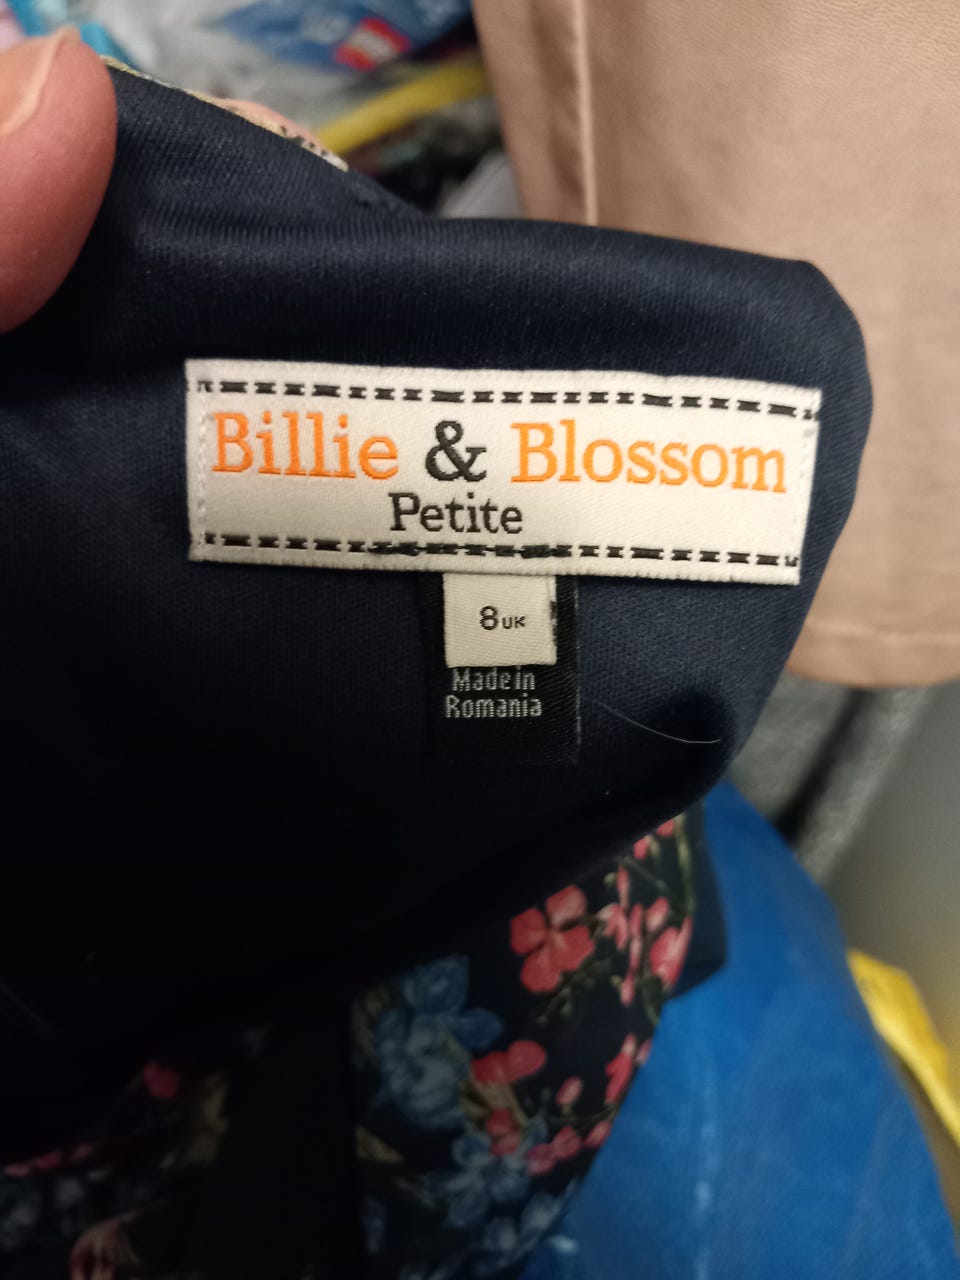 Billie & Blossom
Petite
8UK
Made in
Romania